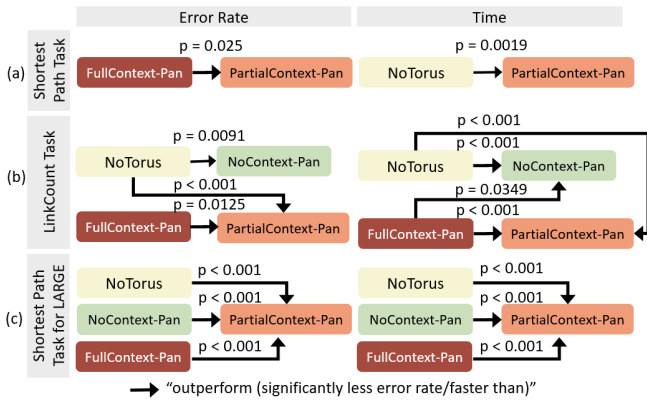 Error Rate
Time
(a)
Shortest
Path Task
p = 0.025
FullContext-Pan
PartialContext-Pan
p = 0.0019
NoTorus
PartialContext-Pan
(b)
LinkCount Task
p = 0.0091
NoTorus
NoContext-Pan
p < 0.001
p = 0.0125
FullContext-Pan
PartialContext-Pan
p < 0.001
p < 0.001
NoTorus
NoContext-Pan
p = 0.0349
p < 0.001
FullContext-Pan
PartialContext-Pan
(c)
Shortest Path
Task for LARGE
NoTorus
p < 0.001
NoContext-Pan
p < 0.001
PartialContext-Pan
FullContext-Pan
p < 0.001
NoTorus
p < 0.001
NoContext-Pan
p < 0.001
PartialContext-Pan
FullContext-Pan
p < 0.001
“outperform (significantly less error rate/faster than)”